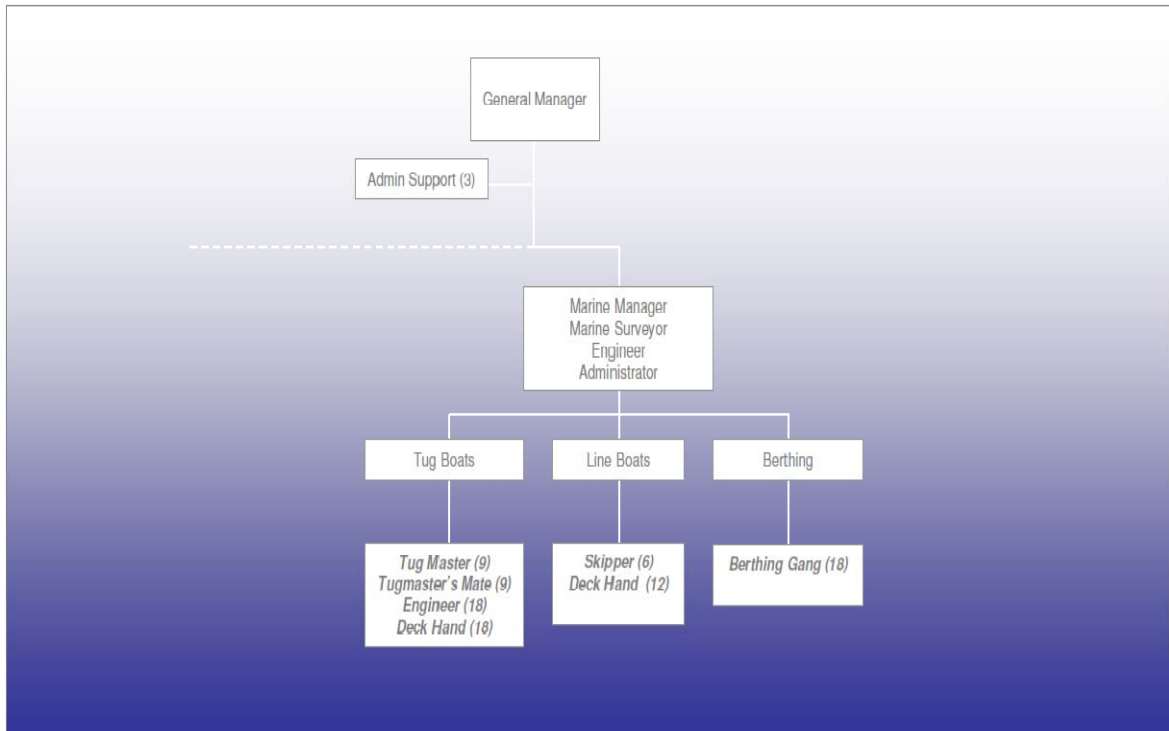 General Manager
Admin Support (3)
Marine Manager
Marine Surveyor
Engineer
Administrator
Tug Boats
Line Boats
Berthing
Tug Master (9)
Tugmaster's Mate (9)
Engineer (18)
Deck Hand (18)
Skipper (6)
Deck Hand (12)
Berthing Gang (18)